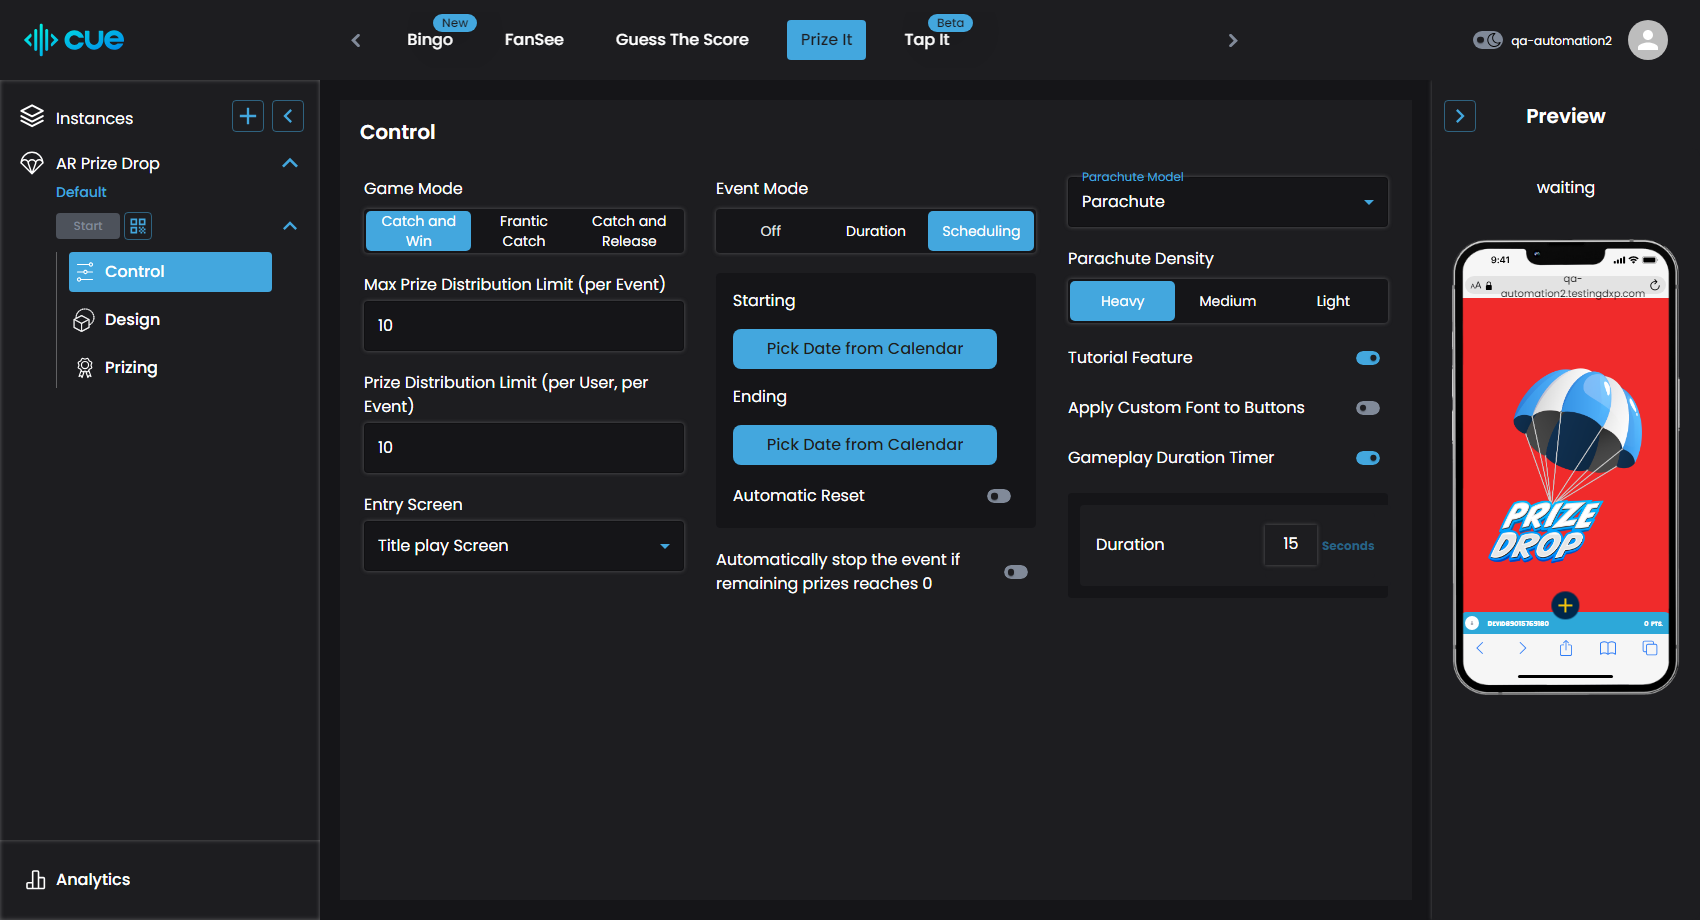 cue
New
Bingo
FanSee
Guess The Score
Prize It
Beta
Tap It
qa-automation2
Instances
AR Prize Drop
Default
Start
Control
Design
Prizing
Analytics
Control
Game Mode
Catch and
Win
Frantic
Catch
Catch and
Release
Max Prize Distribution Limit (per Event)
10
Prize Distribution Limit (per User, per
Event)
10
Entry Screen
Title play Screen
Event Mode
Off
Duration
Scheduling
Starting
Pick Date from Calendar
Ending
Pick Date from Calendar
Automatic Reset
Automatically stop the event if
remaining prizes reaches 0
Parachute Model
Parachute
Parachute Density
Heavy
Medium
Light
Tutorial Feature
Apply Custom Font to Buttons
Gameplay Duration Timer
Duration
15
Seconds
Preview
waiting
9:41
AA
qa-
automation2.testingdxp.com
PRIZE
DROP
0 PTS.